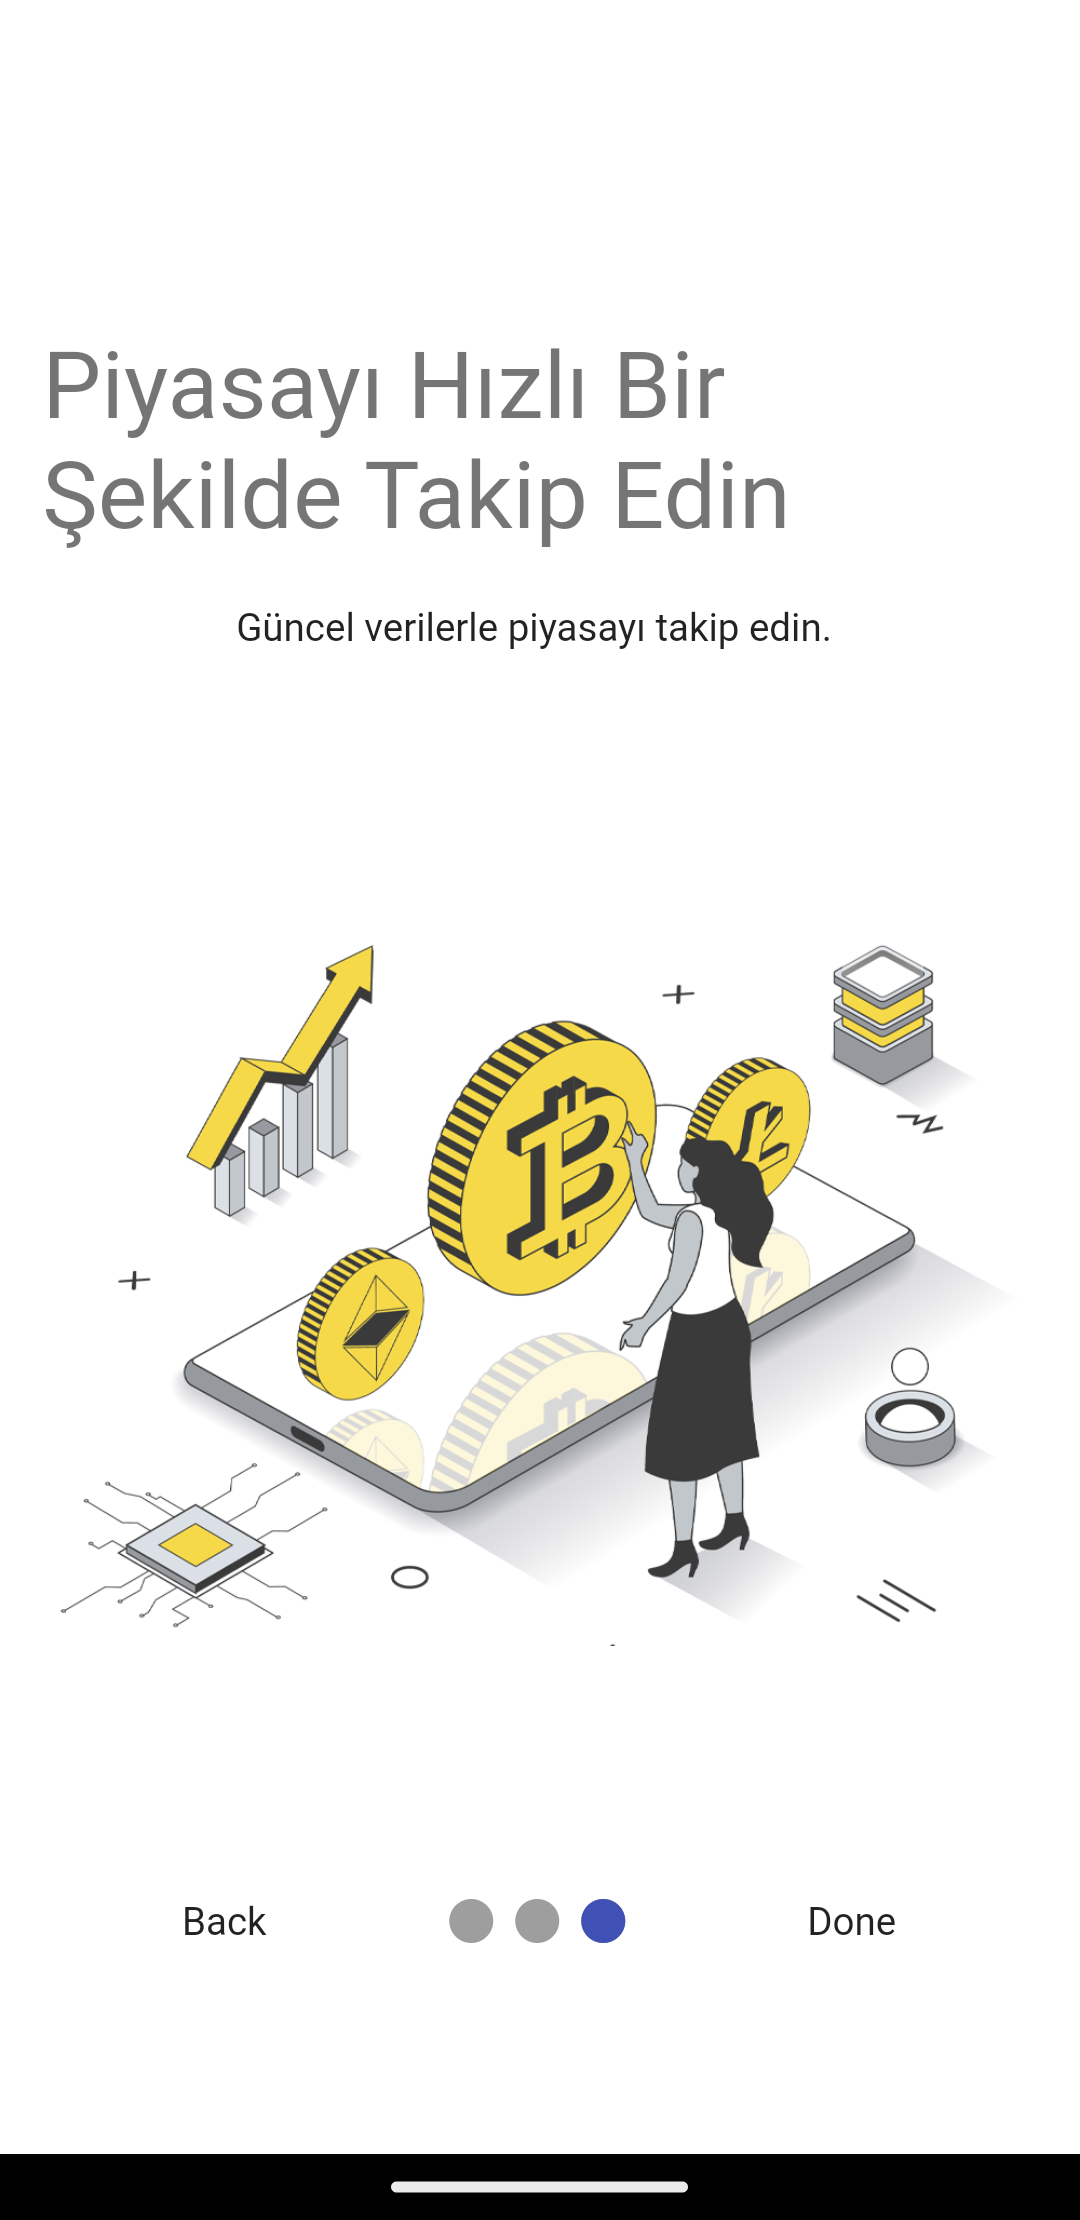 Piyasayı Hızlı Bir
Şekilde Takip Edin
Güncel verilerle piyasayı takip edin.
Back
Done